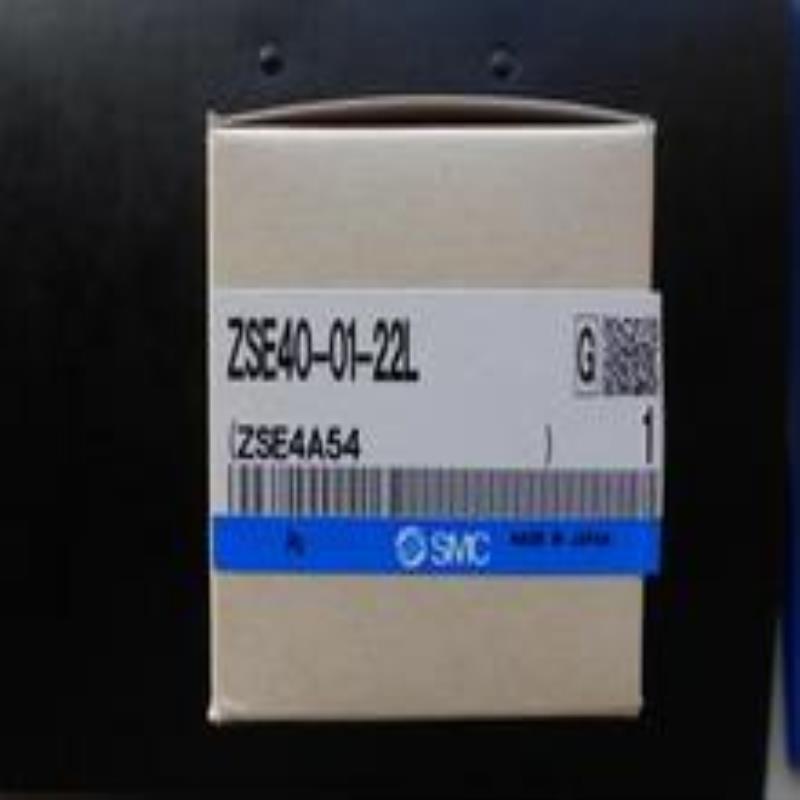 ZSE40-01-22L
G
(ZSE4A54 ) 1
SMC MADE IN JAPAN